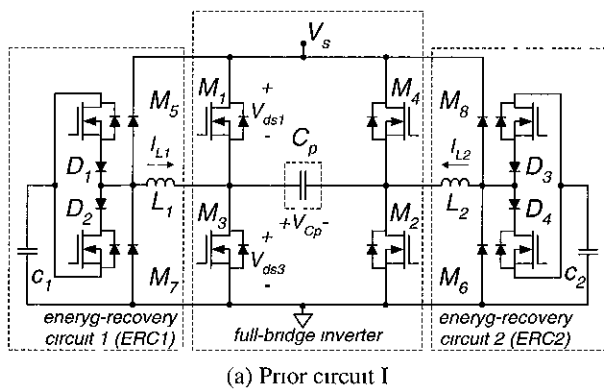 V_s
M_1
+
V_ds1
-
M_4
M_5
M_8
C_p
I_L1
I_L2
D_1
D_3
L_1
L_2
D_2
D_4
M_3
M_2
+V_Cp-
+
V_ds3
-
c_1
c_2
M_7
M_6
eneryg-recovery
circuit 1 (ERC1)
full-bridge inverter
eneryg-recovery
circuit 2 (ERC2)
(a) Prior circuit I